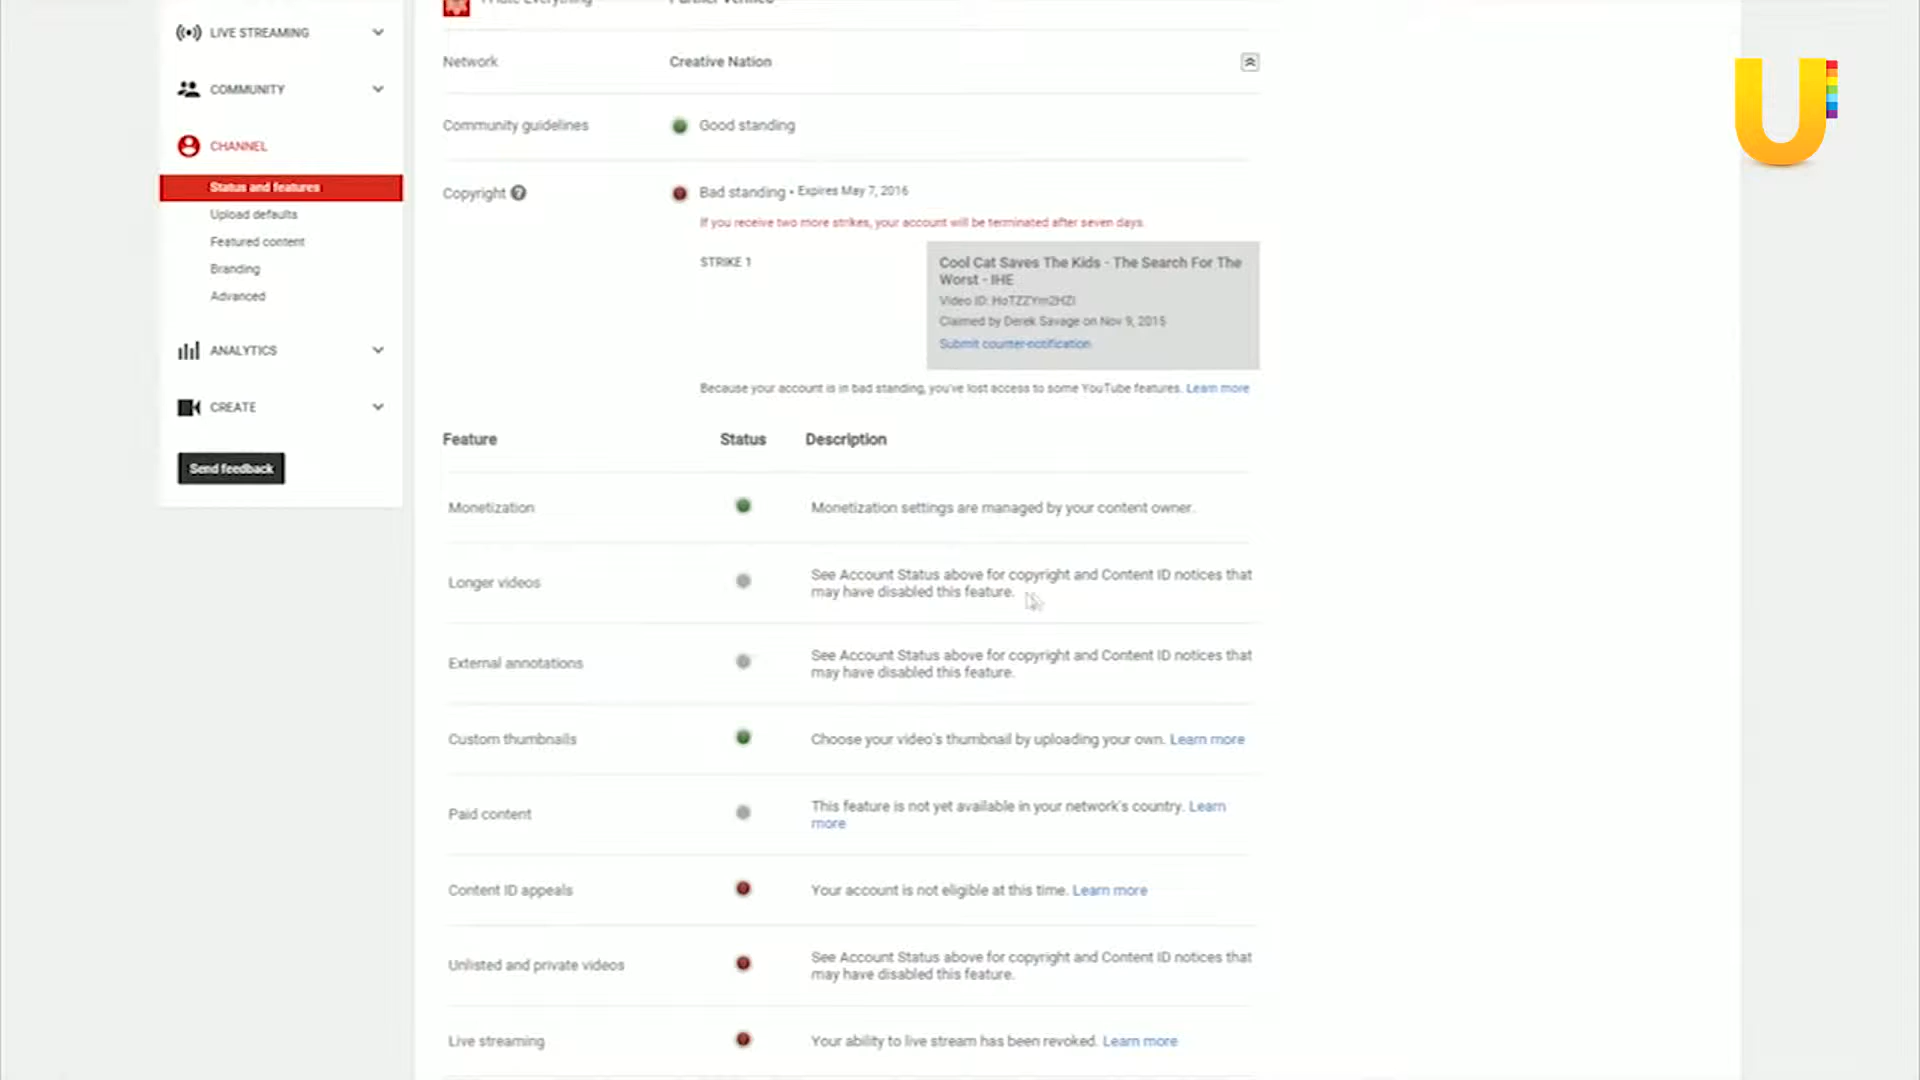 I Hate Everything
Partner Verified
LIVE STREAMING
Network
Creative Nation
COMMUNITY
Community guidelines
Good standing
CHANNEL
Status and features
Copyright ?
Bad standing • Expires May 7, 2016
Upload defaults
If you receive two more strikes, your account will be terminated after seven days.
Featured content
STRIKE 1
Cool Cat Saves The Kids - The Search For The
Worst - IHE
Branding
Video ID: HoTZZYm2HZI
Advanced
Claimed by Derek Savage on Nov 9, 2015
Submit counter-notification
ANALYTICS
Because your account is in bad standing, you've lost access to some YouTube features. Learn more
CREATE
Feature
Status
Description
Send feedback
Monetization
Monetization settings are managed by your content owner.
Longer videos
See Account Status above for copyright and Content ID notices that
may have disabled this feature.
External annotations
See Account Status above for copyright and Content ID notices that
may have disabled this feature.
Custom thumbnails
Choose your video's thumbnail by uploading your own. Learn more
Paid content
This feature is not yet available in your network's country. Learn
more
Content ID appeals
Your account is not eligible at this time. Learn more
Unlisted and private videos
See Account Status above for copyright and Content ID notices that
may have disabled this feature.
Live streaming
Your ability to live stream has been revoked. Learn more
U